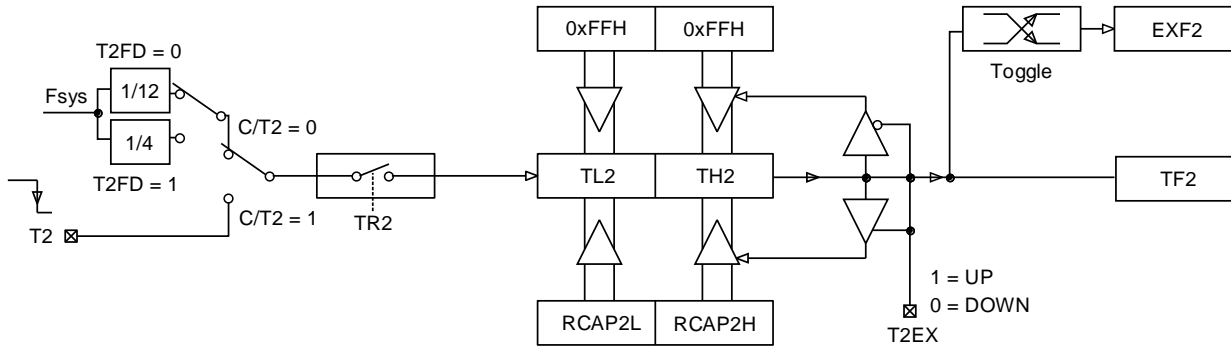 0xFFH 0xFFH
EXF2
T2FD = 0
Toggle
Fsys
1/12
C/T2 = 0
1/4
TL2 TH2
TF2
T2FD = 1
C/T2 = 1
TR2
T2
1 = UP
0 = DOWN
RCAP2L RCAP2H
T2EX